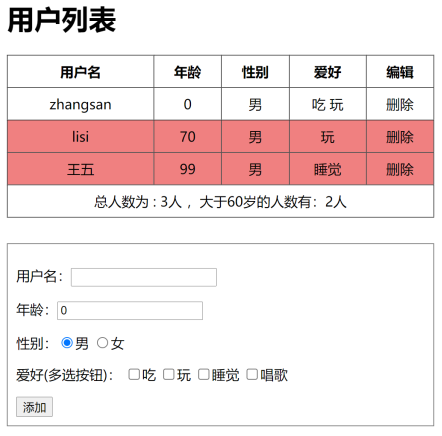 用户列表
用户名 年龄 性别 爱好 编辑
zhangsan 0 男 吃 玩 删除
lisi 70 男 玩 删除
王五 99 男 睡觉 删除
总人数为 : 3人 ，大于60岁的人数有：2人
用户名：
年龄：0
性别： 男 女
爱好(多选按钮)： 吃 玩 睡觉 唱歌
添加